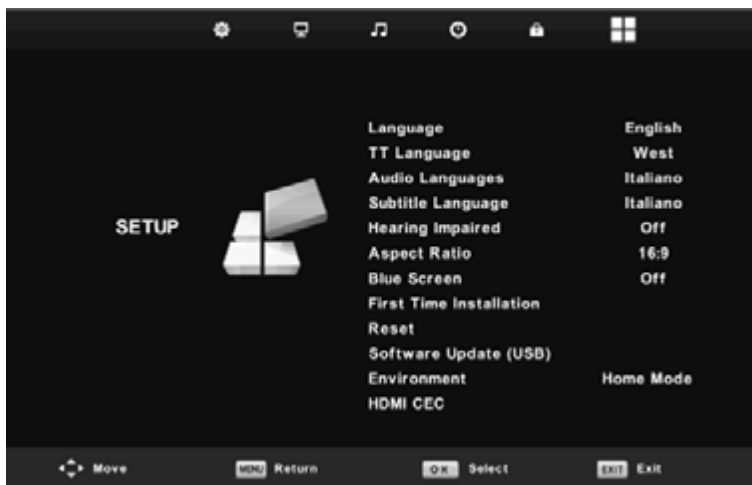 Language English
TT Language West
Audio Languages Italiano
Subtitle Language Italiano
SETUP
Hearing Impaired Off
Aspect Ratio 16:9
Blue Screen Off
First Time Installation
Reset
Software Update (USB)
Environment Home Mode
HDMI CEC
Move MENU Return OK Select EXIT Exit